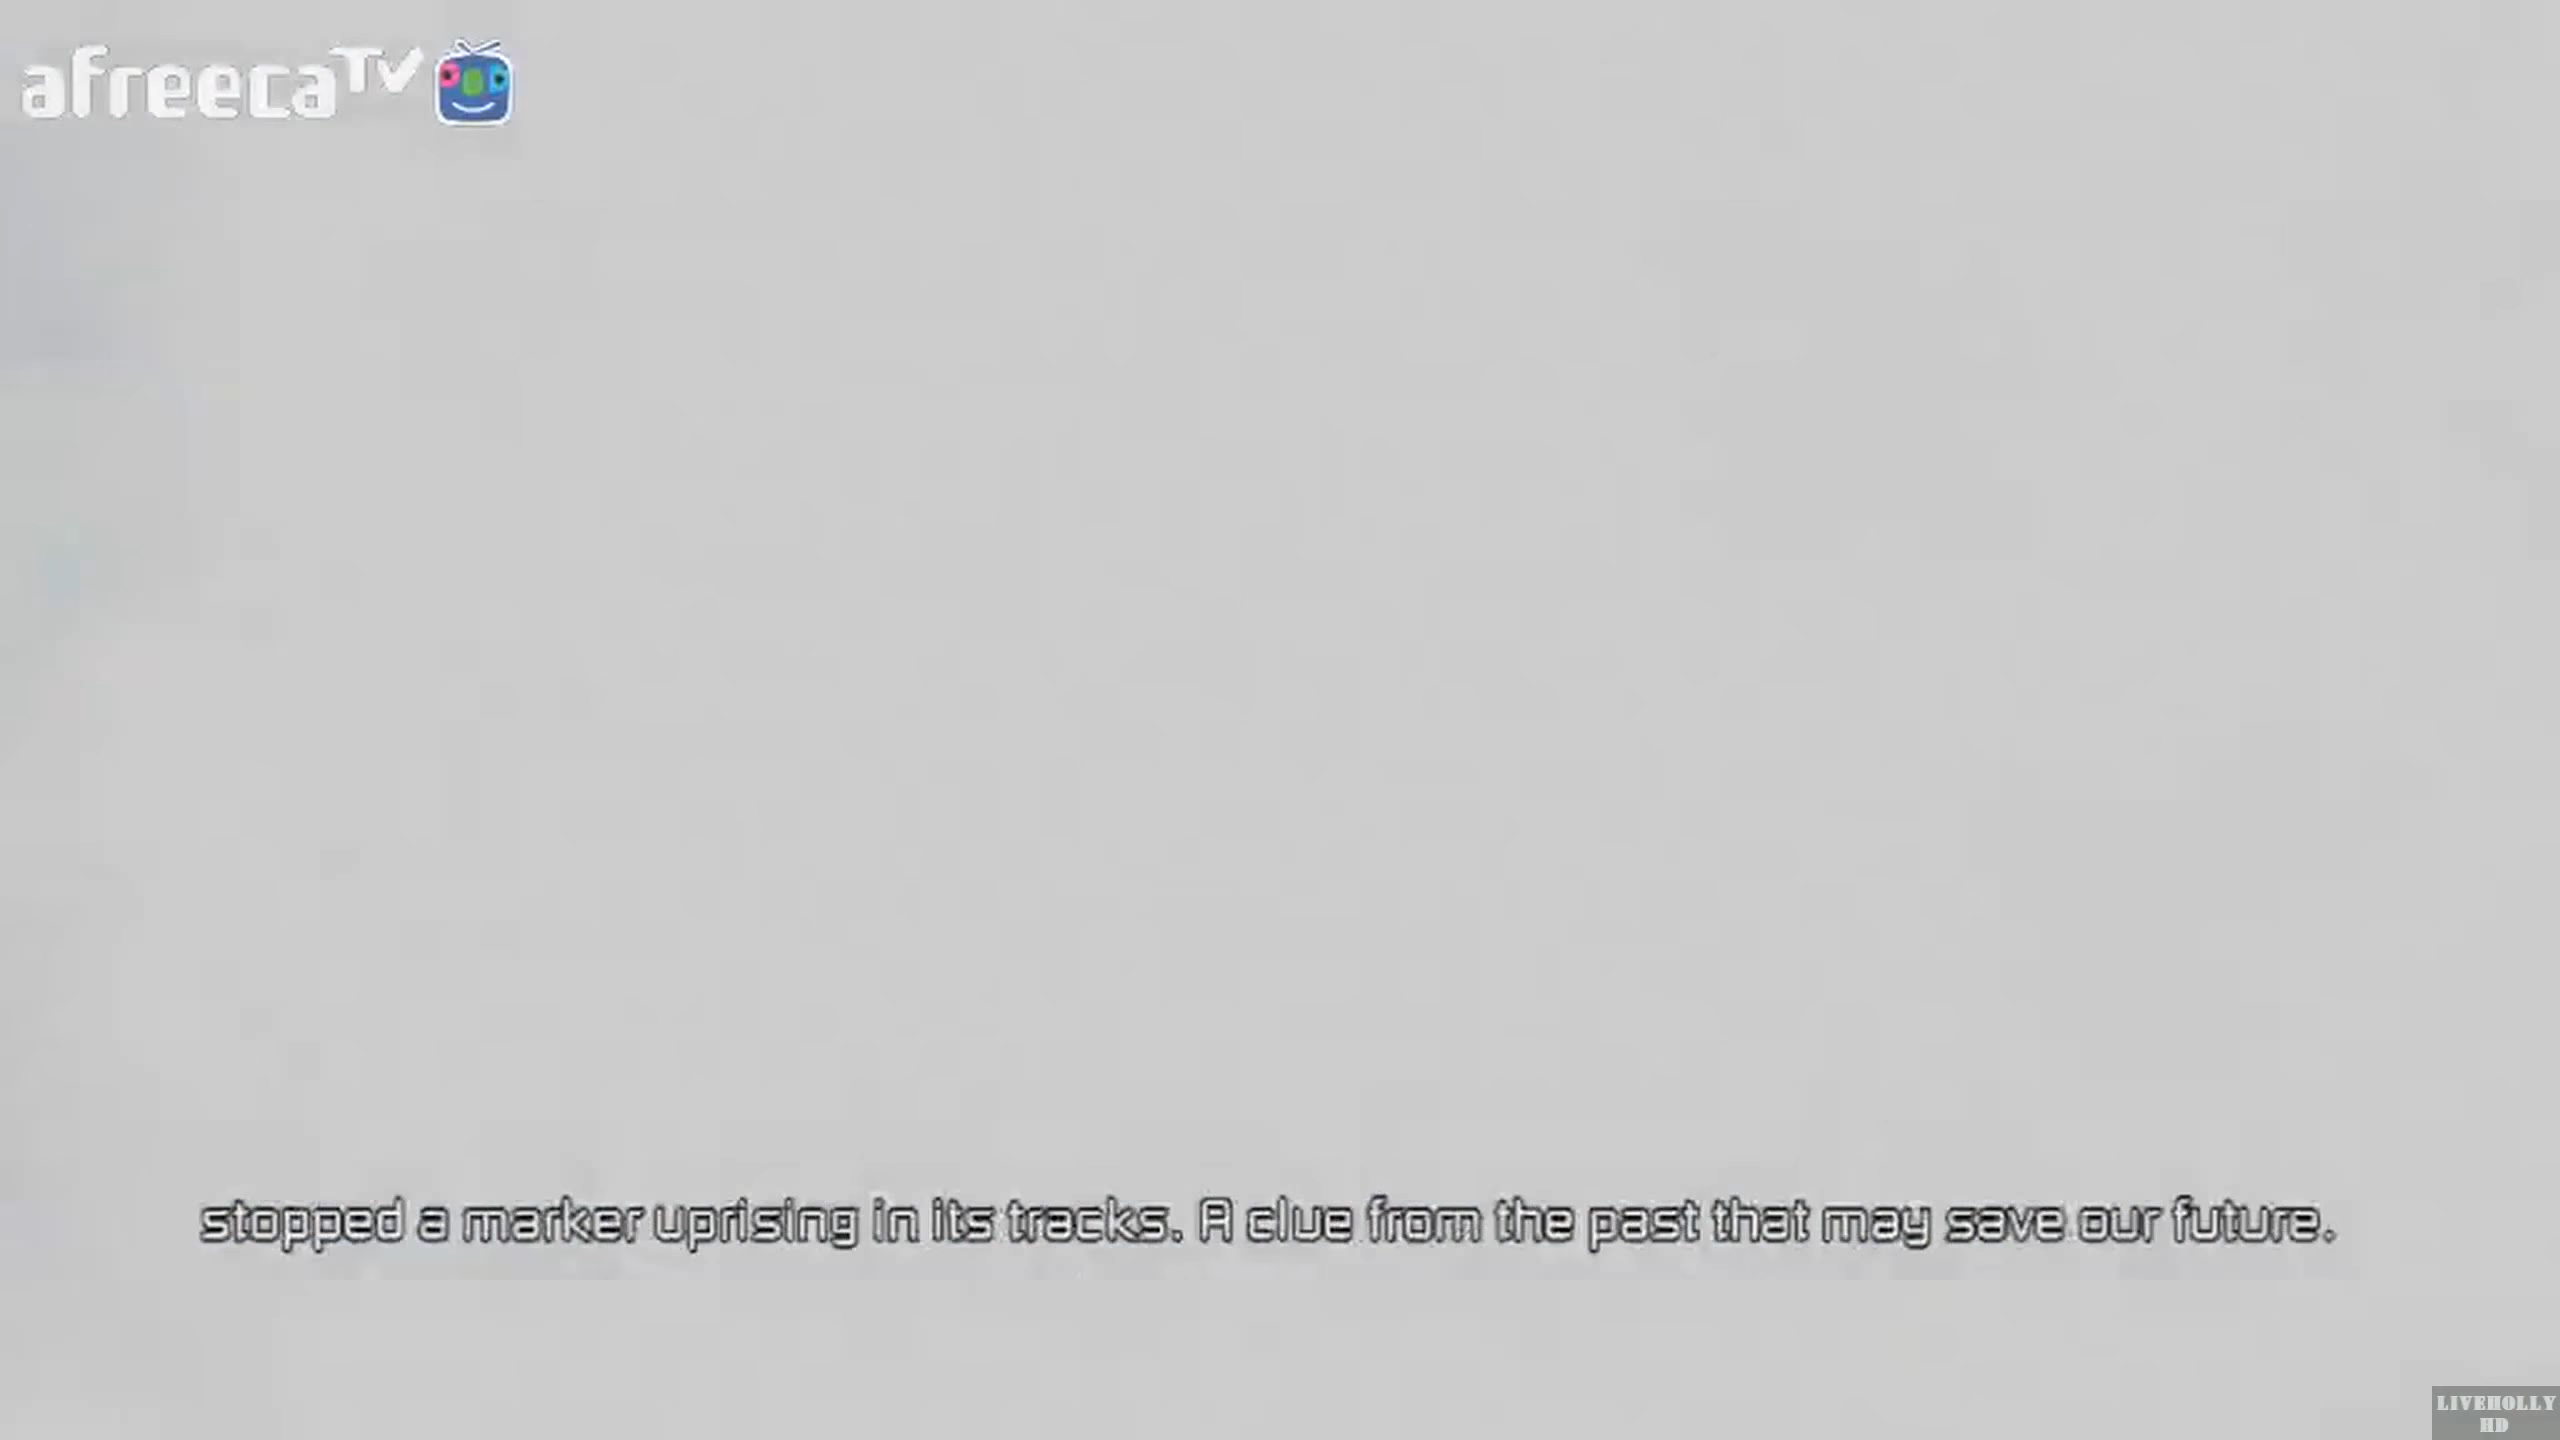 afreecaTV
stopped a marker uprising in its tracks. A clue from the past that may save our future.
LIVEHOLLY
HD